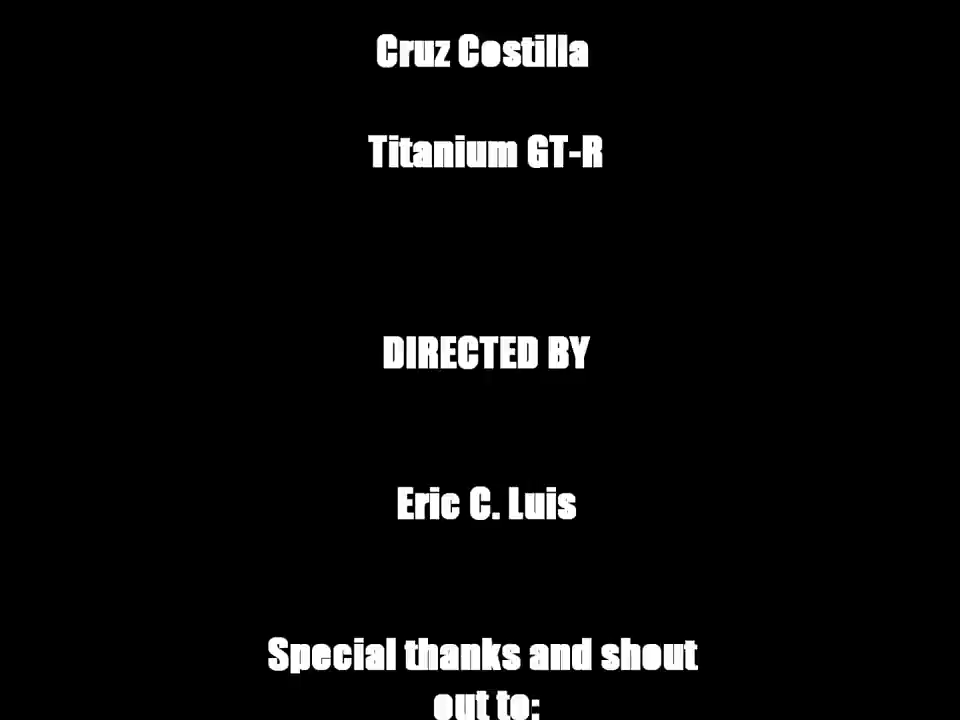 Cruz Costilla
Titanium GT-R
DIRECTED BY
Eric C. Luis
Special thanks and shout
out to: